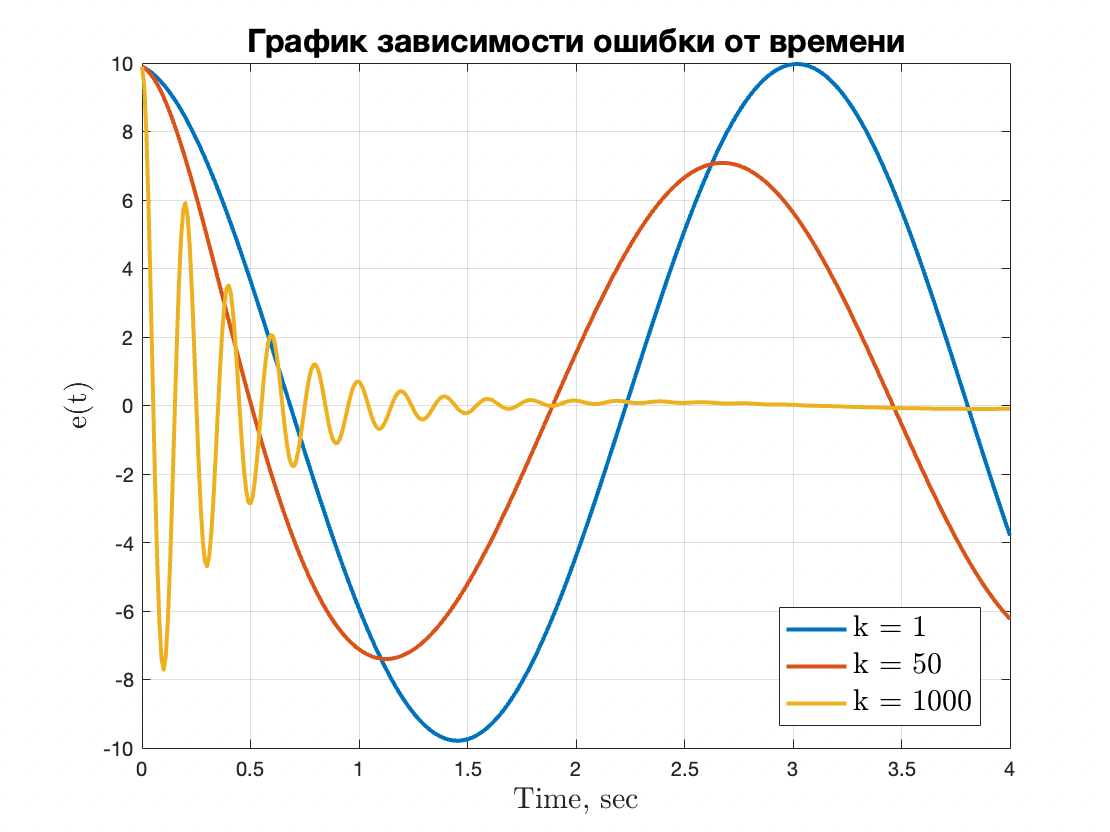 График зависимости ошибки от времени
10
8
6
4
2
0
-2
-4
-6
-8
-10
e(t)
0 0.5 1 1.5 2 2.5 3 3.5 4
Time, sec
k = 1
k = 50
k = 1000